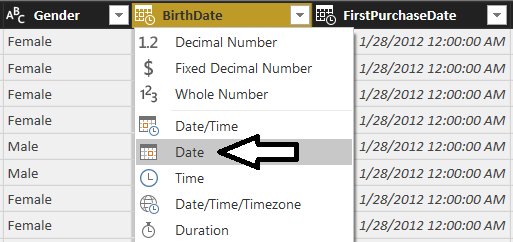 ABC Gender BirthDate FirstPurchaseDate
Female 1.2 Decimal Number 1/28/2012 12:00:00 AM
Female $ Fixed Decimal Number 1/28/2012 12:00:00 AM
Female 123 Whole Number 1/28/2012 12:00:00 AM
Female Date/Time 1/28/2012 12:00:00 AM
Male Date 1/28/2012 12:00:00 AM
Male Time 1/28/2012 12:00:00 AM
Female Date/Time/Timezone 1/28/2012 12:00:00 AM
Female Duration 1/28/2012 12:00:00 AM